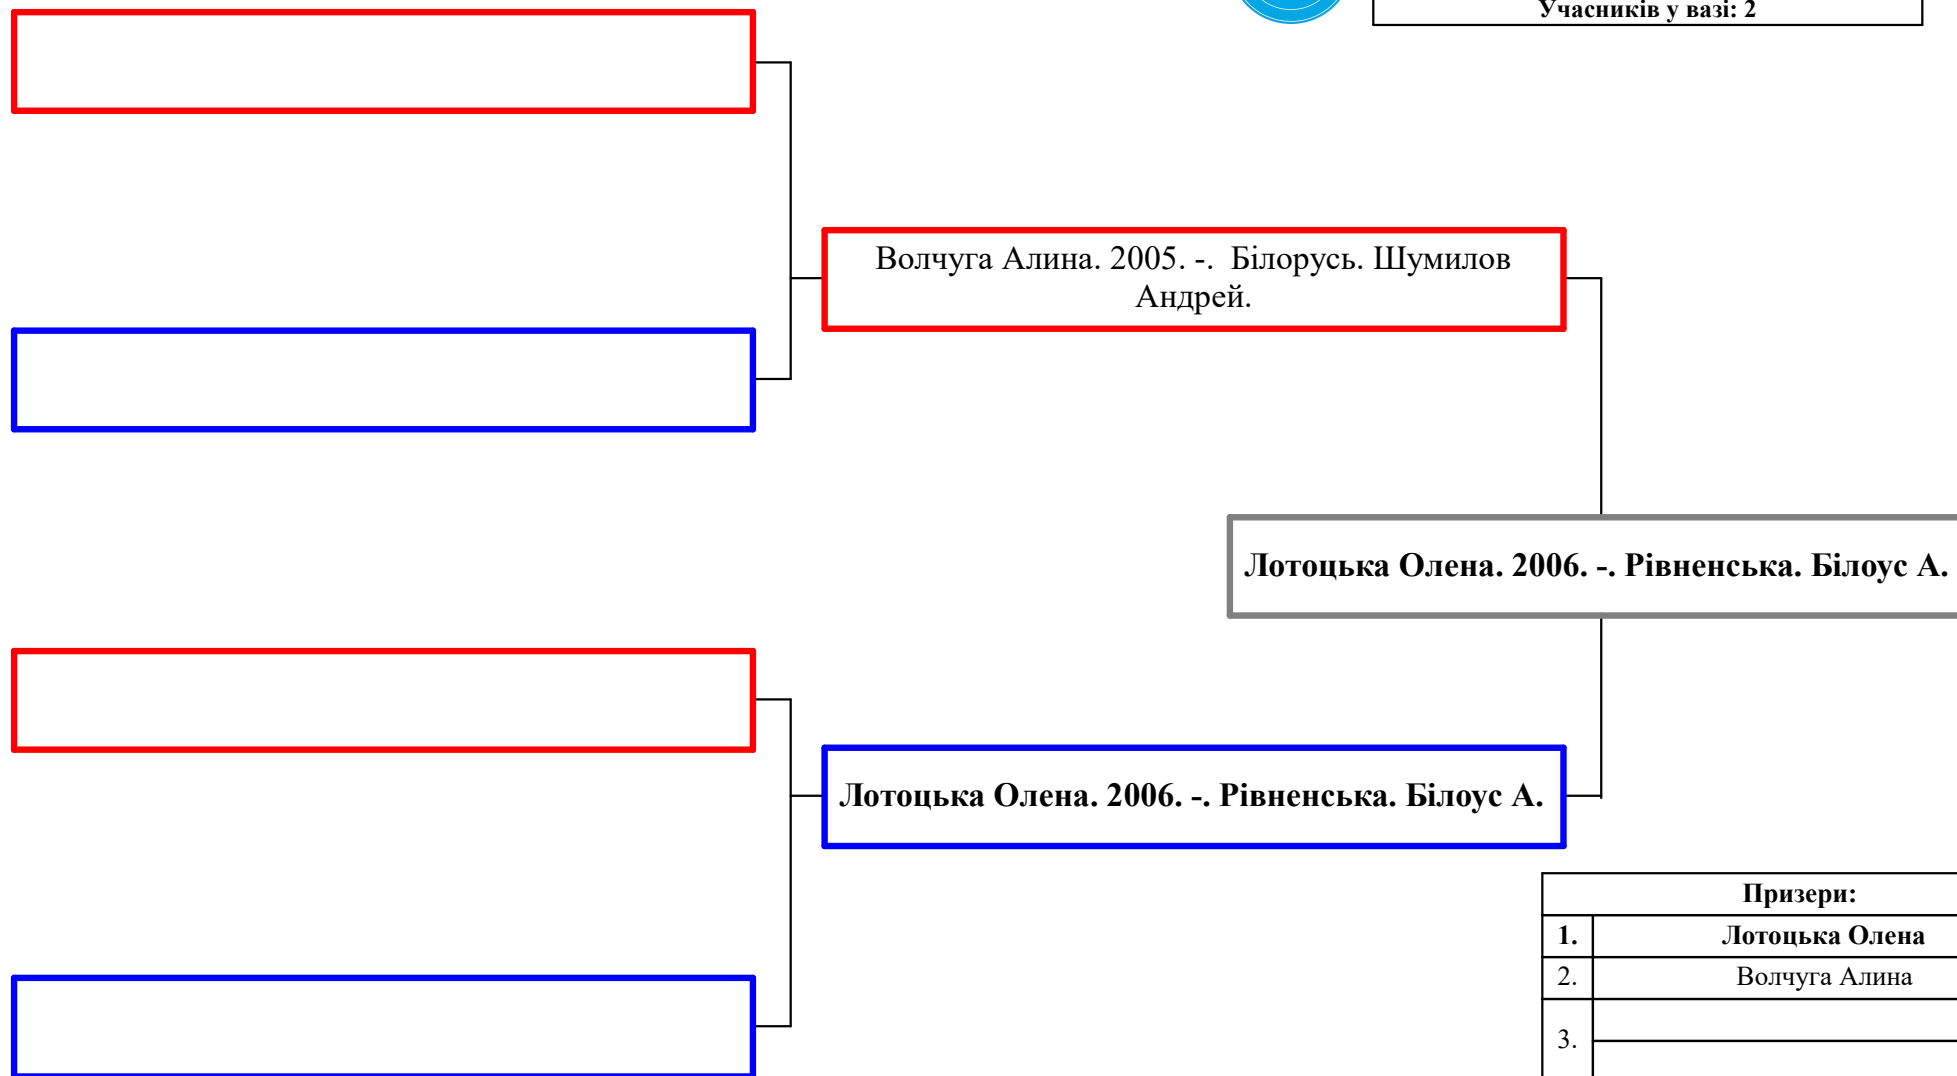 Учасників у вазі: 2
Волчуга Алина. 2005. -.  Білорусь. Шумилов
Андрей.
Лотоцька Олена. 2006. -. Рівненська. Білоус А.
Лотоцька Олена. 2006. -. Рівненська. Білоус А.
Призери:
1. Лотоцька Олена
2. Волчуга Алина
3.